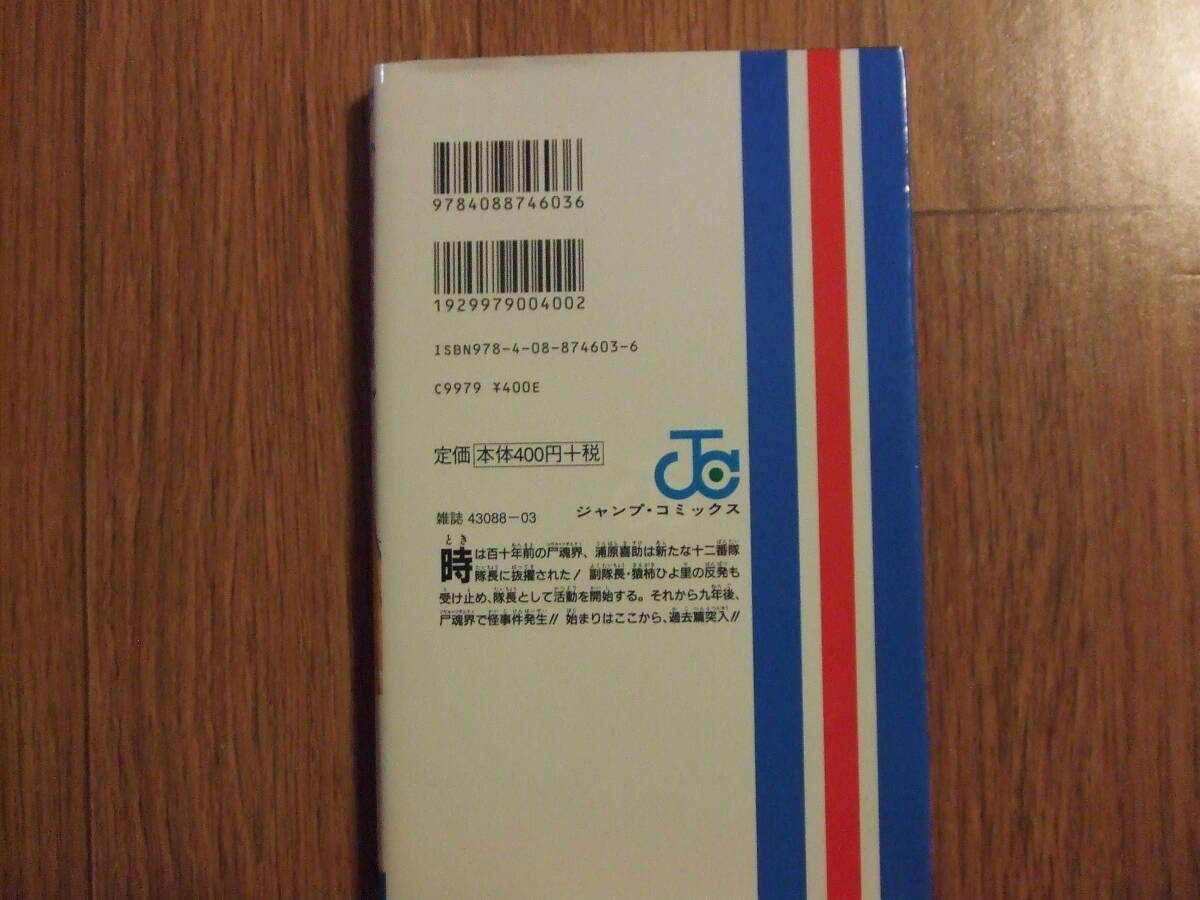 9784088746036
1929979004002
ISBN978-4-08-874603-6
C9979 ¥400E
定価 本体400円+税
JC
ジャンプ・コミックス
雑誌 43088-03
時は百十年前の尸魂界、浦原喜助は新たな十二番隊
隊長に抜擢された! 副隊長・猿柿ひよ里の反発も
受け止め、隊長として活動を開始する。それから九年後、
尸魂界で怪事件発生!! 始まりはここから、過去篇突入!!